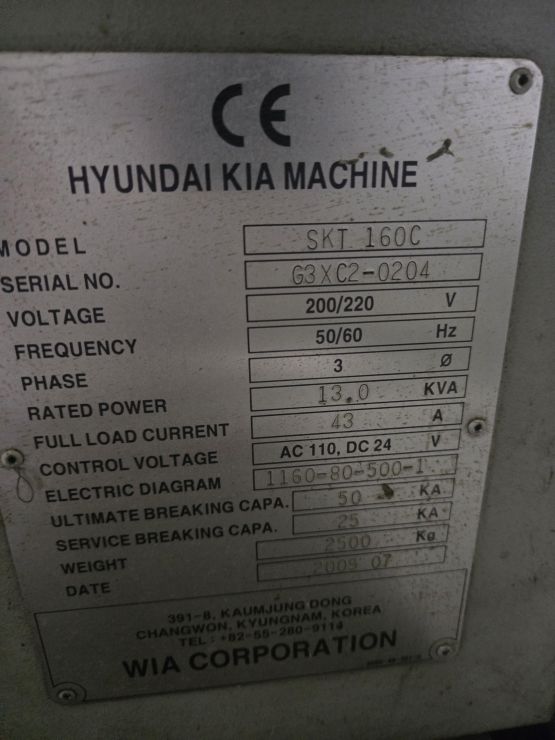 CE
HYUNDAI KIA MACHINE
MODEL SKT 160C
SERIAL NO. G3XC2-0204
VOLTAGE 200/220 V
FREQUENCY 50/60 Hz
PHASE 3 Ø
RATED POWER 13.0 KVA
FULL LOAD CURRENT 43 A
CONTROL VOLTAGE AC 110, DC 24 V
ELECTRIC DIAGRAM 1160-80-500-1
ULTIMATE BREAKING CAPA. 50 KA
SERVICE BREAKING CAPA. 25 KA
WEIGHT 2500 Kg
DATE 07
391-8, KAUMJUNG DONG
CHANGWON, KYUNGNAM, KOREA
TEL : +82-55-280-9114
WIA CORPORATION